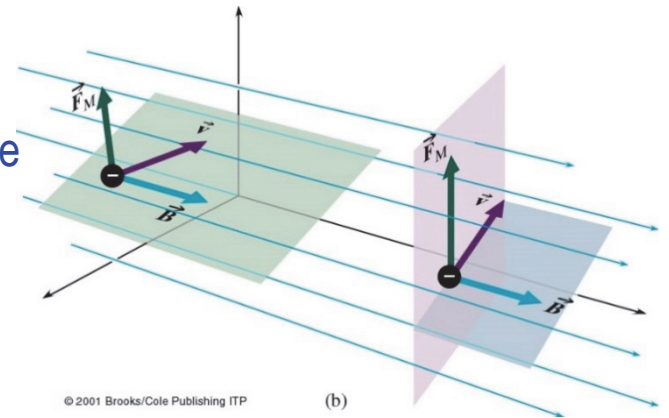 e
F⃗M
v⃗
B⃗
F⃗M
v⃗
B⃗
− −
© 2001 Brooks/Cole Publishing ITP (b)